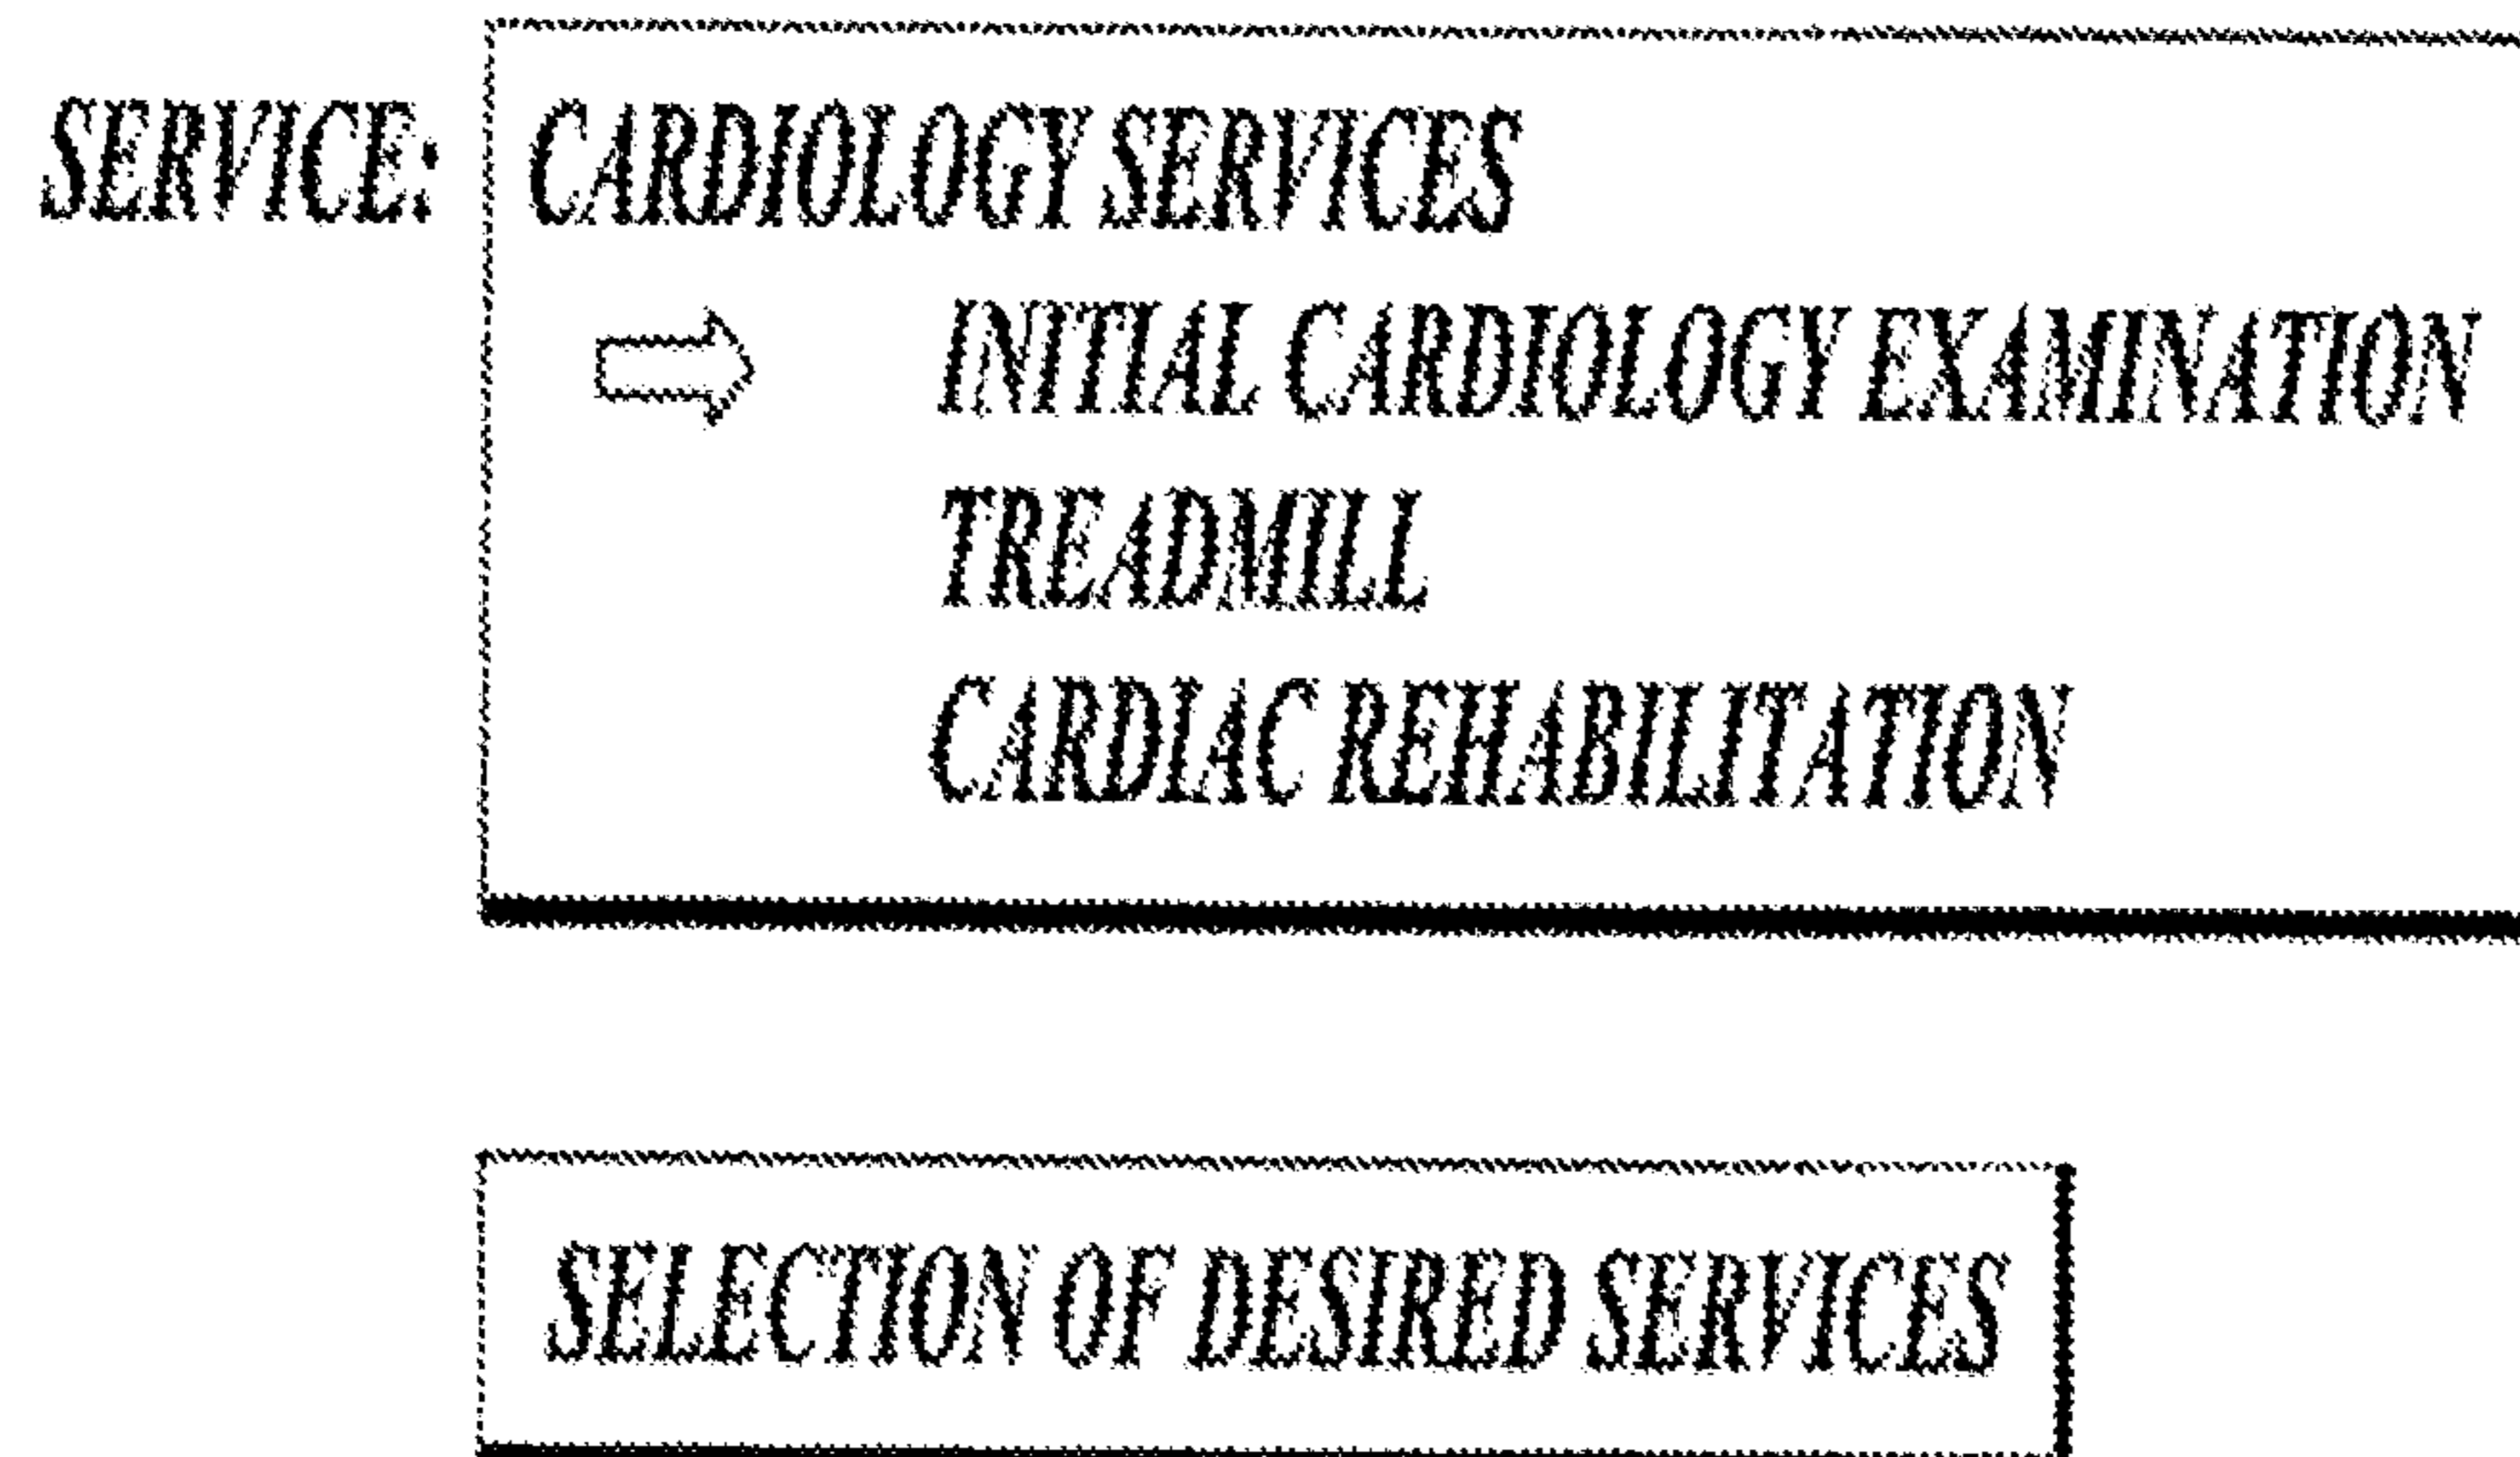 SERVICE: CARDIOLOGY SERVICES
INITIAL CARDIOLOGY EXAMINATION
TREADMILL
CARDIAC REHABILITATION
SELECTION OF DESIRED SERVICES